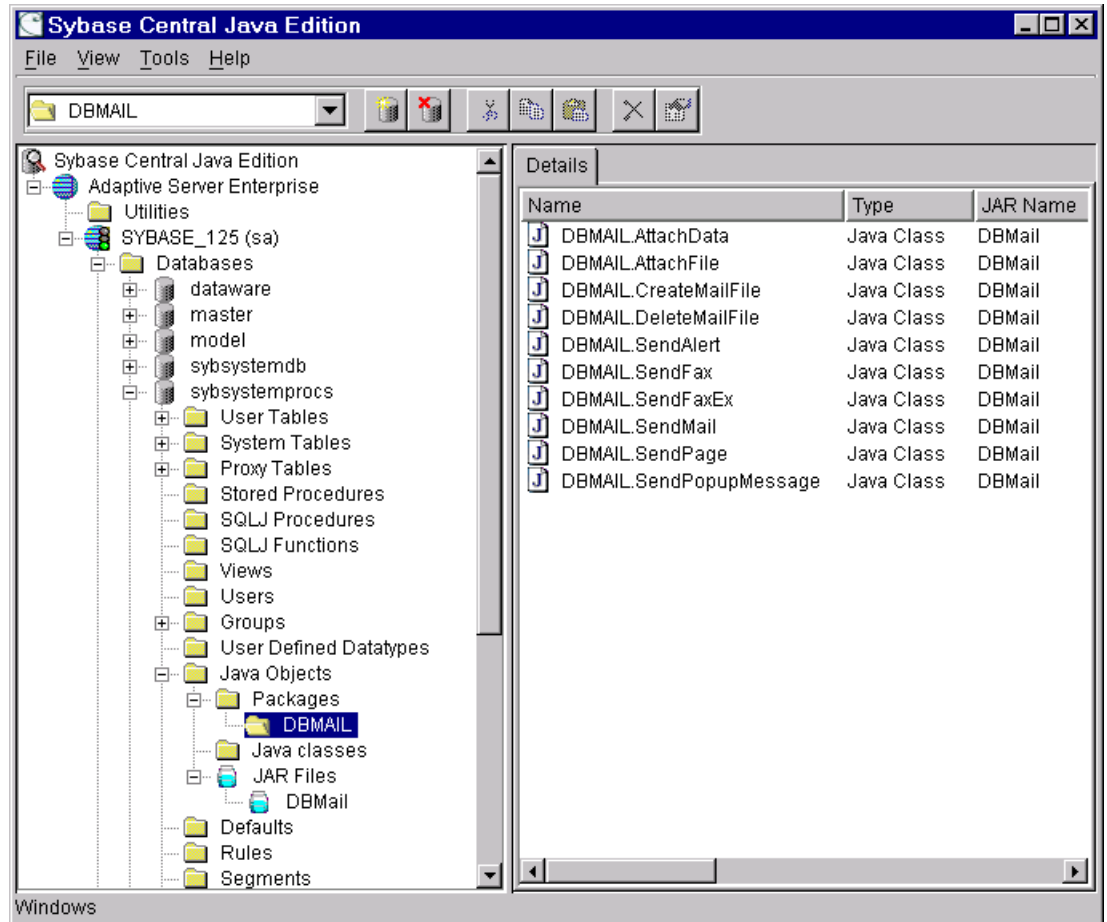 Sybase Central Java Edition
File View Tools Help
DBMAIL
Sybase Central Java Edition
Adaptive Server Enterprise
Utilities
SYBASE_125 (sa)
Databases
dataware
master
model
sybsystemdb
sybsystemprocs
User Tables
System Tables
Proxy Tables
Stored Procedures
SQLJ Procedures
SQLJ Functions
Views
Users
Groups
User Defined Datatypes
Java Objects
Packages
DBMAIL
Java classes
JAR Files
DBMail
Defaults
Rules
Segments
Details
Name Type JAR Name
DBMAIL.AttachData Java Class DBMail
DBMAIL.AttachFile Java Class DBMail
DBMAIL.CreateMailFile Java Class DBMail
DBMAIL.DeleteMailFile Java Class DBMail
DBMAIL.SendAlert Java Class DBMail
DBMAIL.SendFax Java Class DBMail
DBMAIL.SendFaxEx Java Class DBMail
DBMAIL.SendMail Java Class DBMail
DBMAIL.SendPage Java Class DBMail
DBMAIL.SendPopupMessage Java Class DBMail
Windows